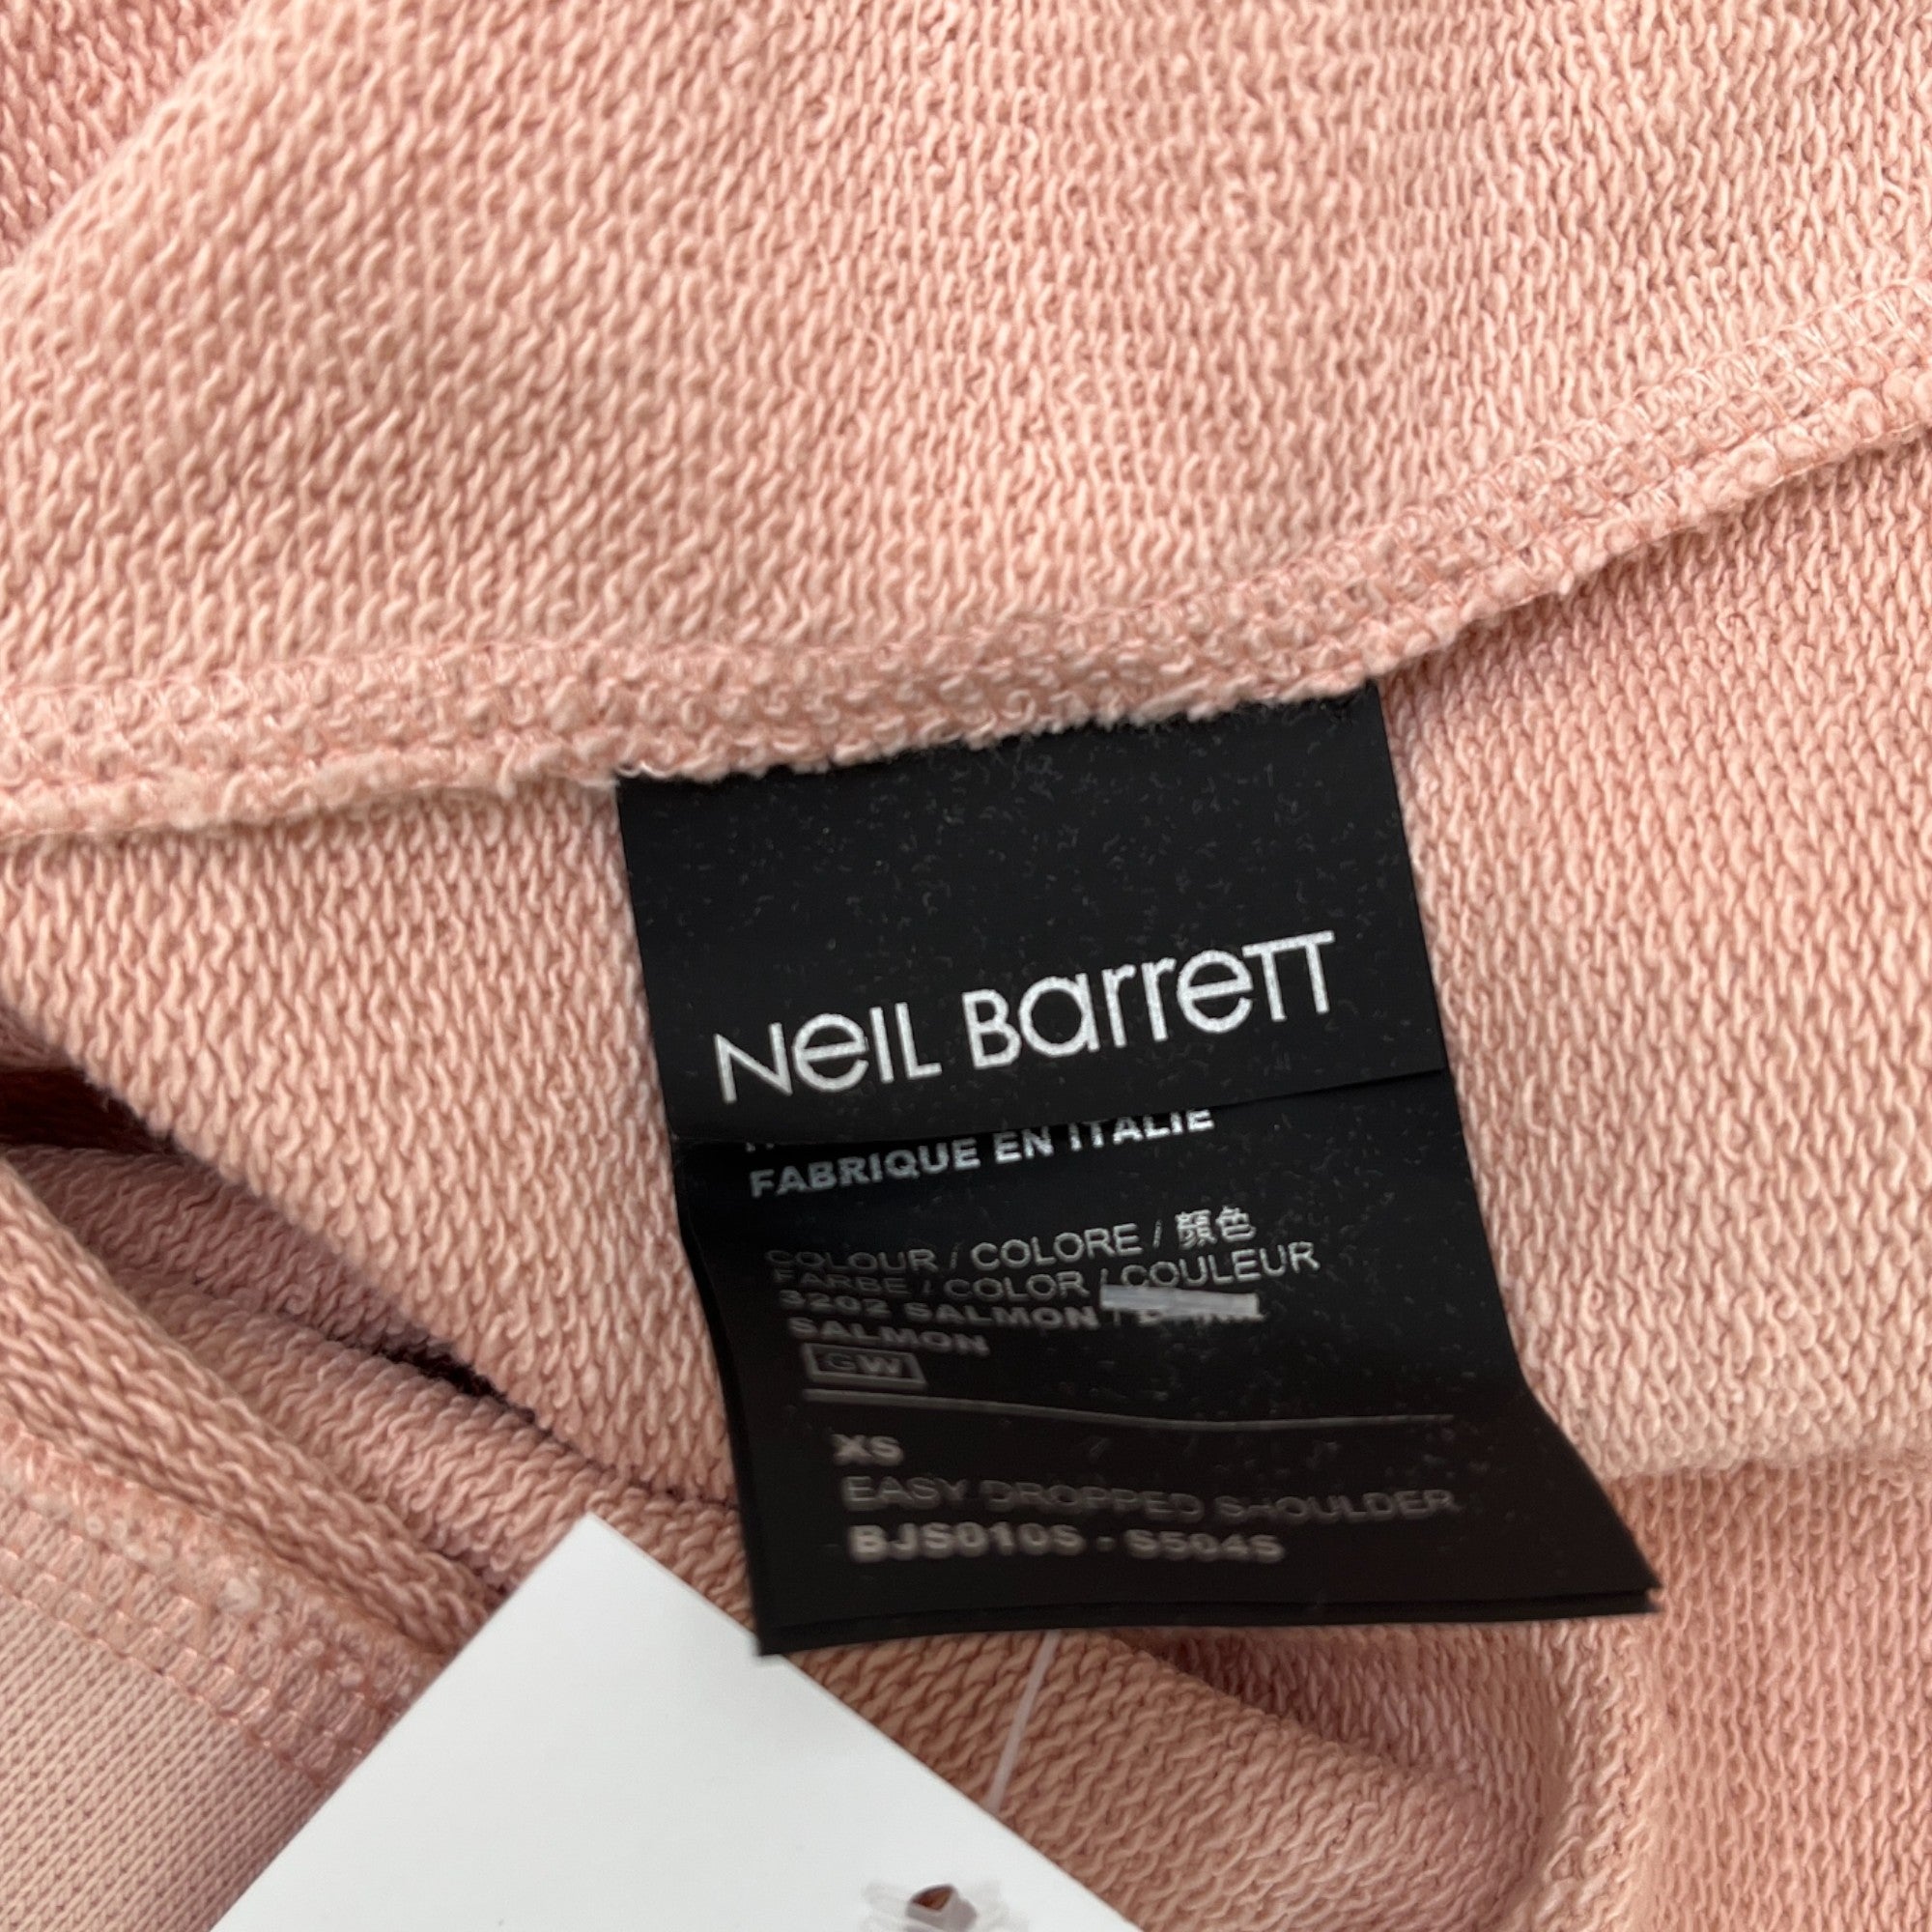 NeIL BarreTT
FABRIQUE EN ITALIE
COLOUR / COLORE / 顔色
FARBE / COLOR / COULEUR
3202 SALMON /
SALMON
GW
XS
EASY DROPPED SHOULDER
BJS010S - S504S